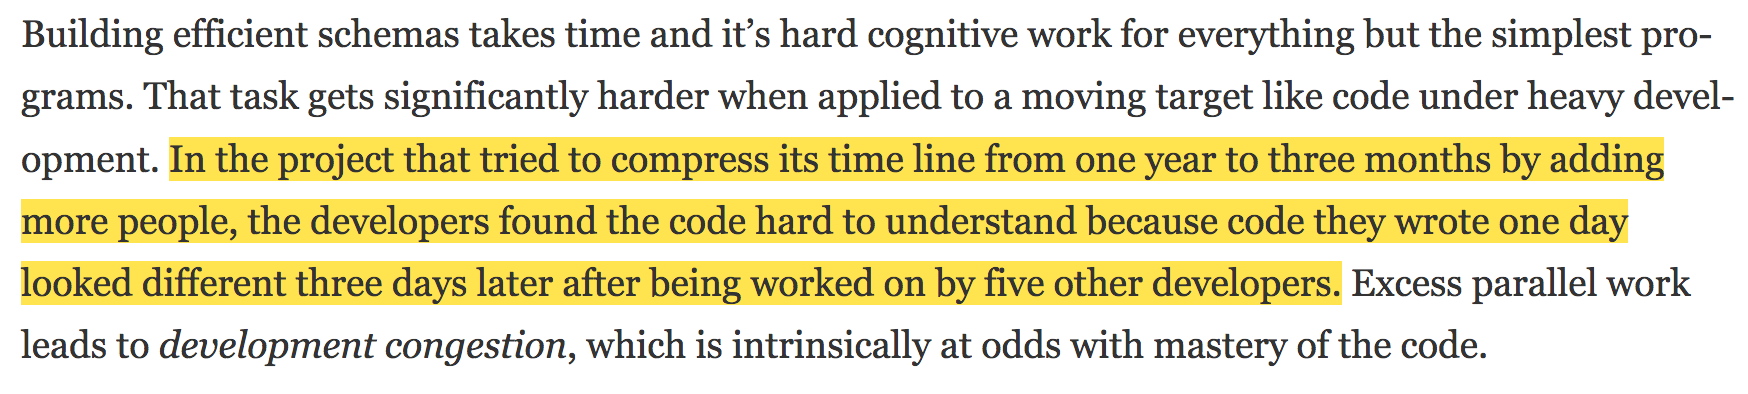 Building efficient schemas takes time and it’s hard cognitive work for everything but the simplest pro-
grams. That task gets significantly harder when applied to a moving target like code under heavy devel-
opment. In the project that tried to compress its time line from one year to three months by adding
more people, the developers found the code hard to understand because code they wrote one day
looked different three days later after being worked on by five other developers. Excess parallel work
leads to development congestion, which is intrinsically at odds with mastery of the code.